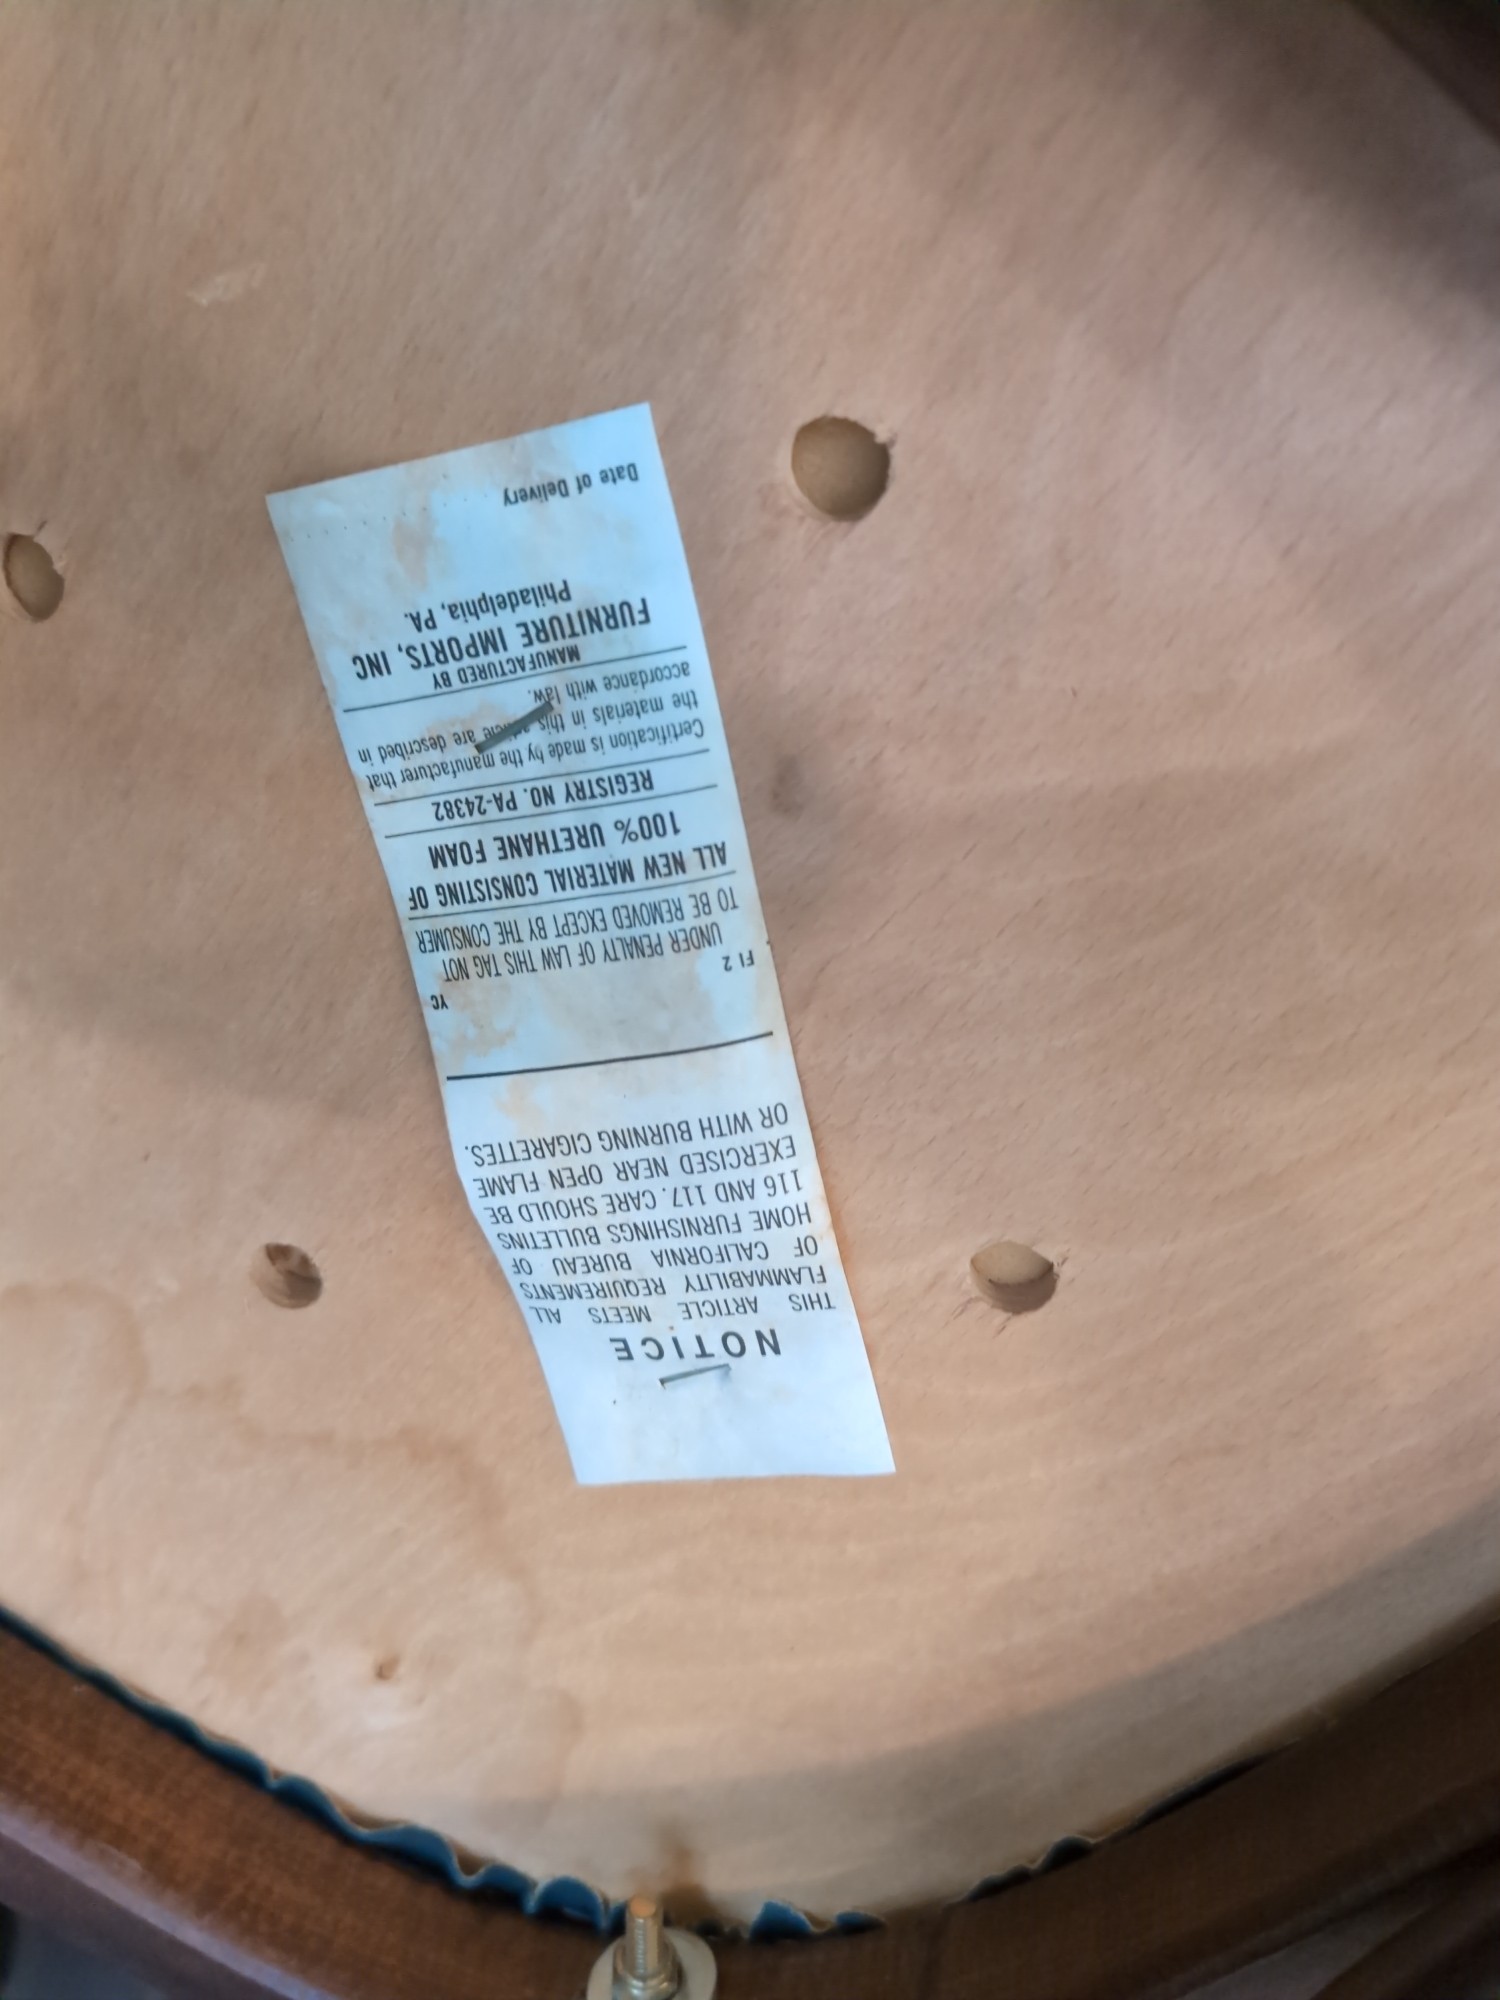 NOTICE
THIS ARTICLE MEETS ALL
FLAMMABILITY REQUIREMENTS
OF CALIFORNIA BUREAU OF
HOME FURNISHINGS BULLETINS
116 AND 117. CARE SHOULD BE
EXERCISED NEAR OPEN FLAME
OR WITH BURNING CIGARETTES.
FI 2 YC
UNDER PENALTY OF LAW THIS TAG NOT
TO BE REMOVED EXCEPT BY THE CONSUMER
ALL NEW MATERIAL CONSISTING OF
100% URETHANE FOAM
REGISTRY NO. PA-24382
Certification is made by the manufacturer that
the materials in this article are described in
accordance with law.
MANUFACTURED BY
FURNITURE IMPORTS, INC
Philadelphia, PA.
Date of Delivery